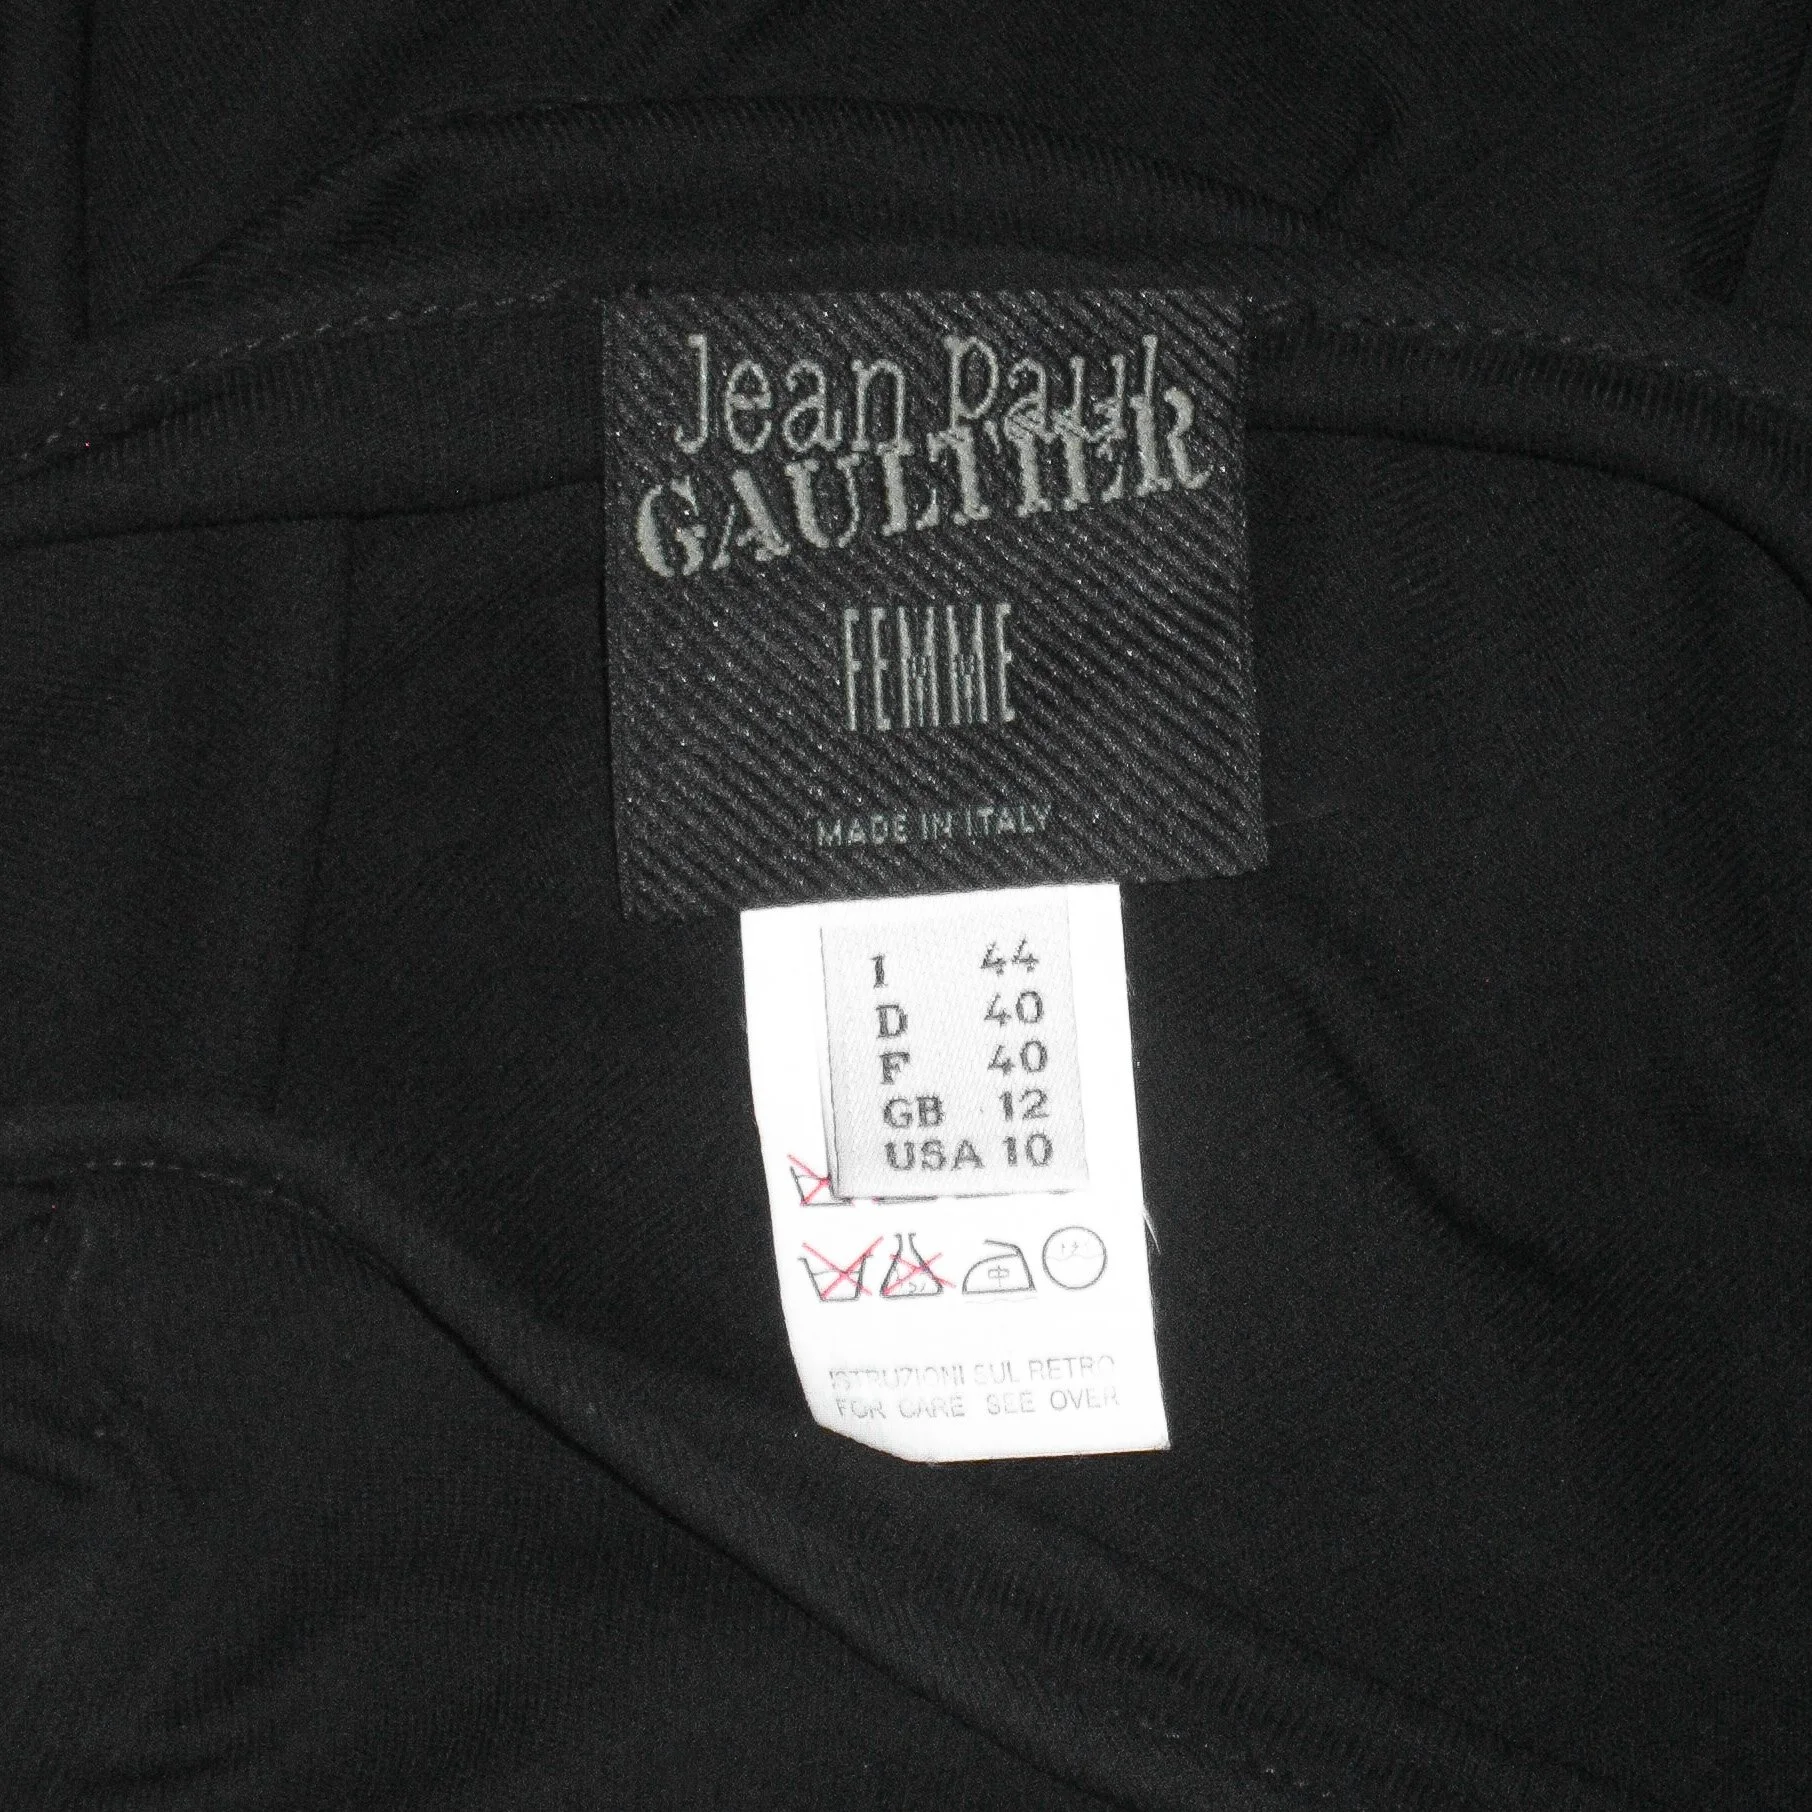 Jean Paul
GAULTIER
FEMME
MADE IN ITALY
I 44
D 40
F 40
GB 12
USA 10
ISTRUZIONI SUL RETRO
FOR CARE SEE OVER